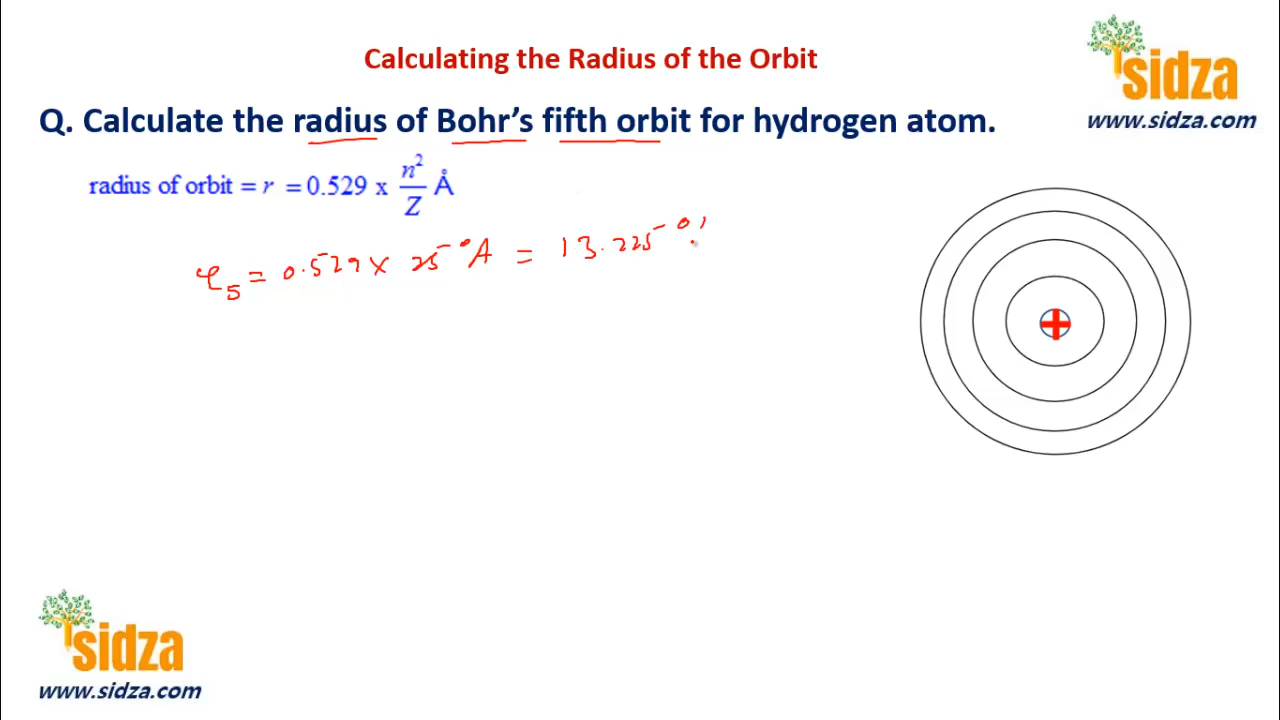 Calculating the Radius of the Orbit
sidza
www.sidza.com
Q. Calculate the radius of Bohr's fifth orbit for hydrogen atom.
radius of orbit = r = 0.529 x n²/Z Å
r₅ = 0.529 x 25 °A = 13.225 °
sidza
www.sidza.com